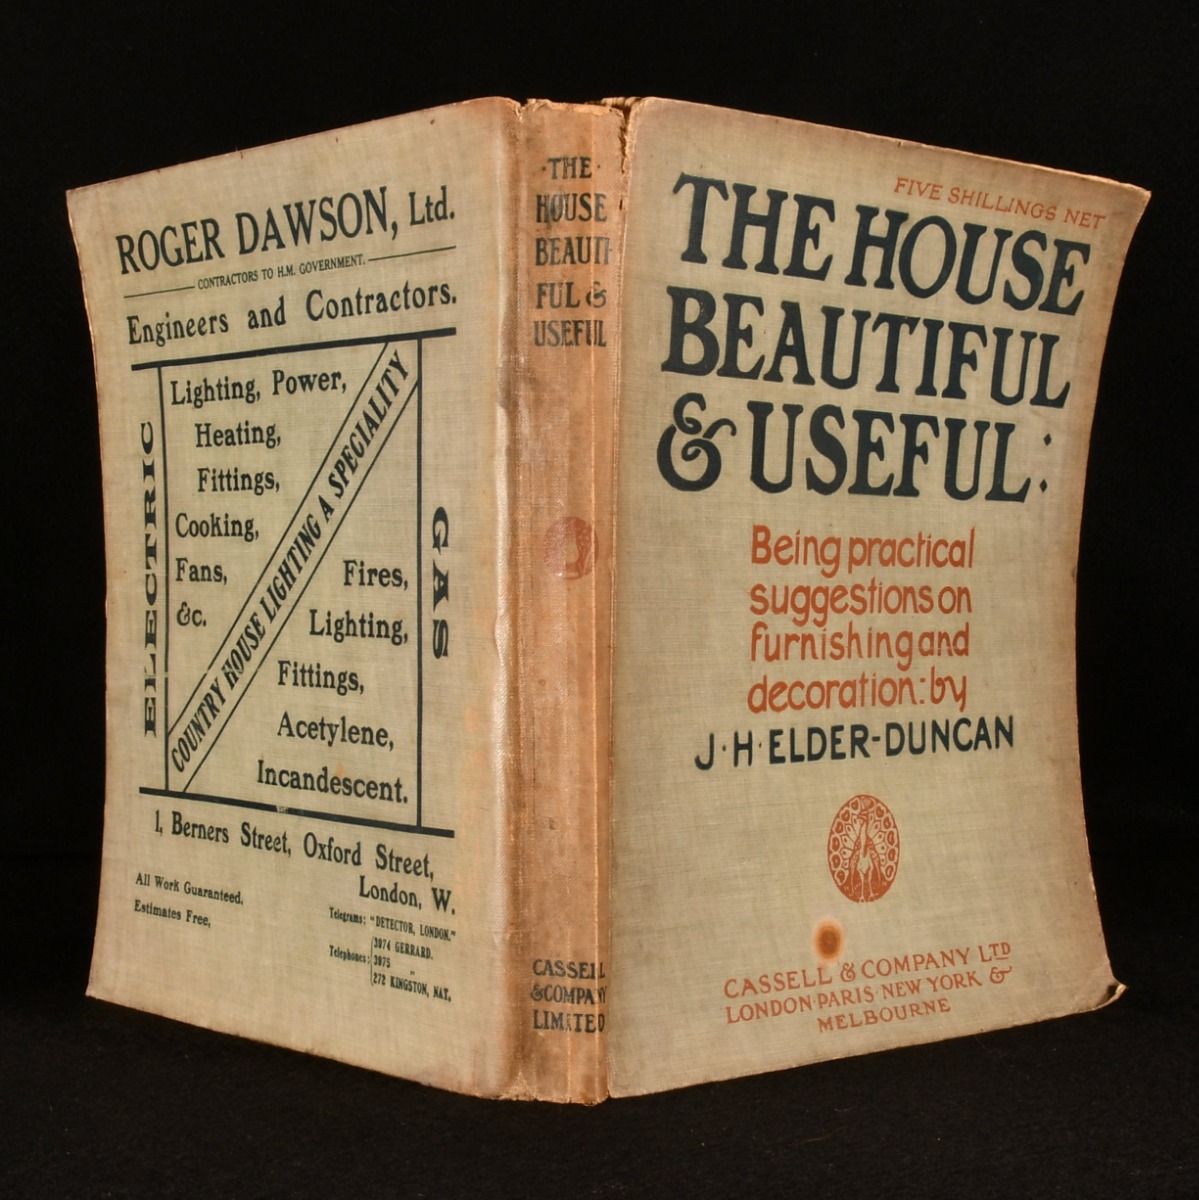 ROGER DAWSON, Ltd.
CONTRACTORS TO H.M. GOVERNMENT.
Engineers and Contractors.
ELECTRIC
Lighting, Power,
Heating,
Fittings,
Cooking,
Fans,
&c.
COUNTRY HOUSE LIGHTING A SPECIALITY
GAS
Fires,
Lighting,
Fittings,
Acetylene,
Incandescent.
1, Berners Street, Oxford Street,
London, W.
All Work Guaranteed.
Estimates Free,
Telegrams: "DETECTOR, LONDON."
Telephones: 3974 GERRARD.
3975 "
272 KINGSTON, NAT.
·THE·
HOUSE
BEAUTI-
FUL &
USEFUL
CASSELL
&COMPANY
LIMITED
FIVE SHILLINGS NET
THE HOUSE
BEAUTIFUL
& USEFUL:
Being practical
suggestions on
furnishing and
decoration: by
J·H·ELDER-DUNCAN
CASSELL & COMPANY LTD
LONDON·PARIS·NEW YORK &
MELBOURNE